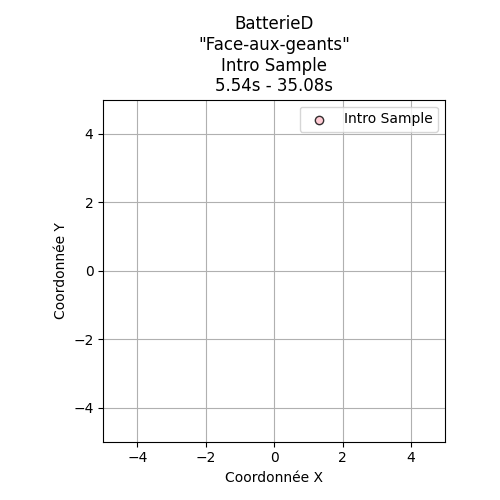 BatterieD
"Face-aux-geants"
Intro Sample
5.54s - 35.08s
Intro Sample
4
2
0
−2
−4
Coordonnée Y
−4 −2 0 2 4
Coordonnée X